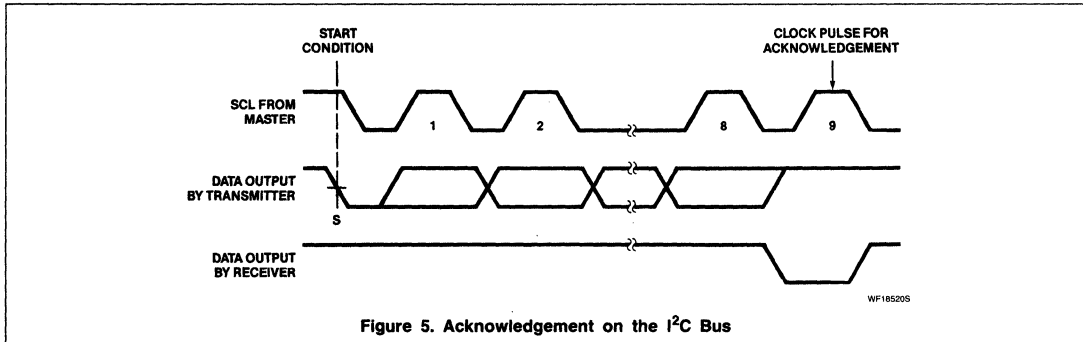 START
CONDITION
CLOCK PULSE FOR
ACKNOWLEDGEMENT
SCL FROM
MASTER
1
2
8
9
DATA OUTPUT
BY TRANSMITTER
S
DATA OUTPUT
BY RECEIVER
WF18520S
Figure 5. Acknowledgement on the I²C Bus